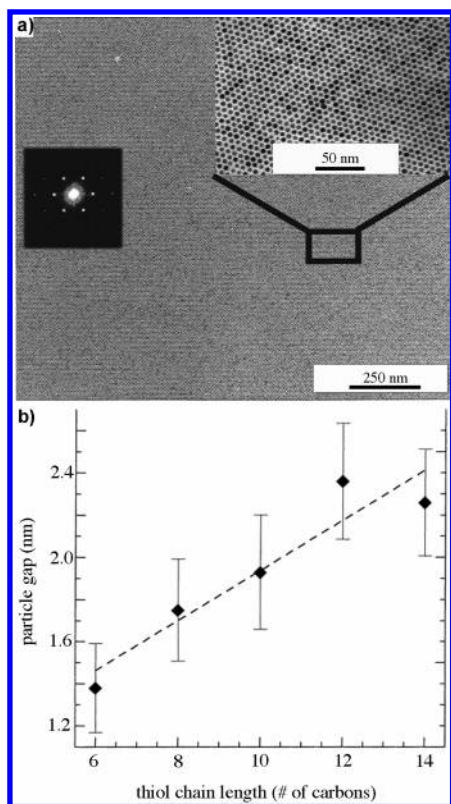 a)
50 nm
250 nm
b)
2.4
2.0
1.6
1.2
particle gap (nm)
6 8 10 12 14
thiol chain length (# of carbons)